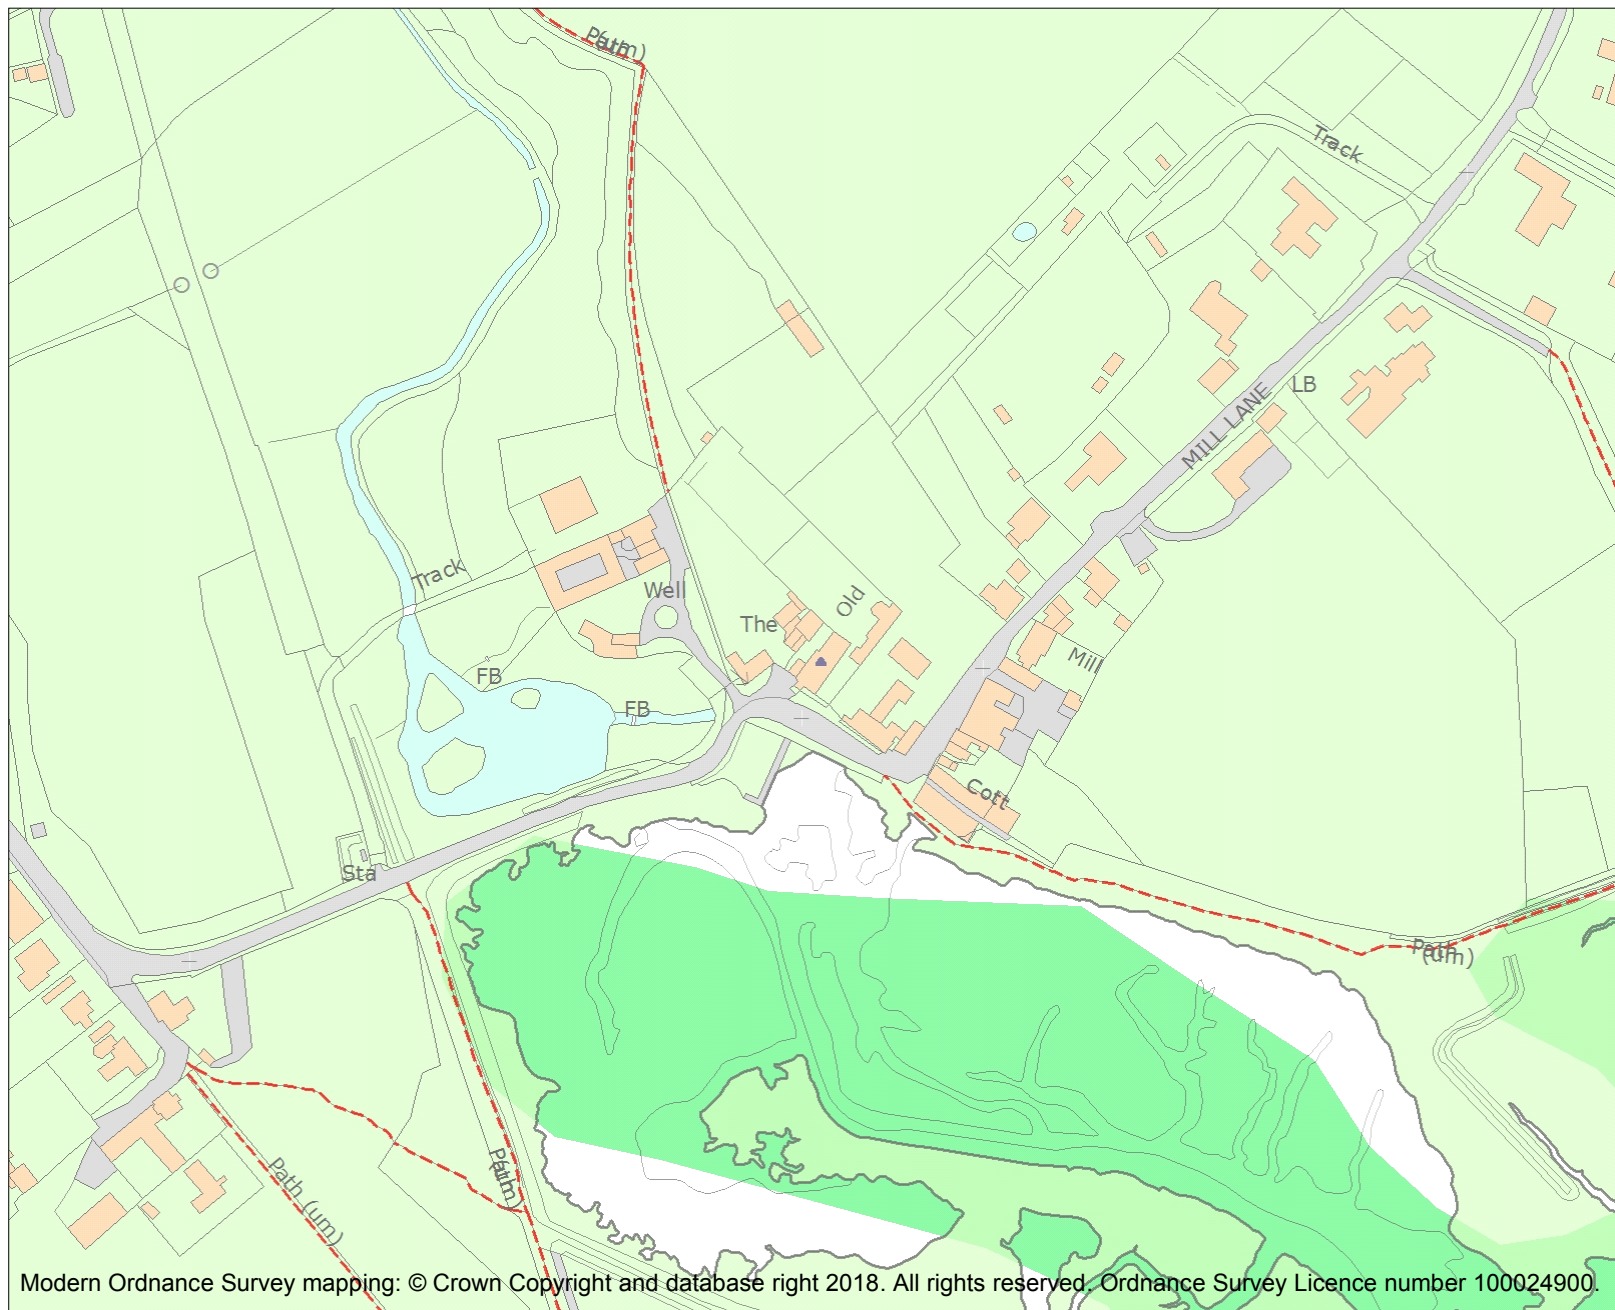 Path (um)
Track
LB
MILL LANE
Track
Well
The
Old
Mill
FB
FB
Cott
Sta
Path (um)
Path (um)
Path (um)
Modern Ordnance Survey mapping: © Crown Copyright and database right 2018. All rights reserved. Ordnance Survey Licence number 100024900.